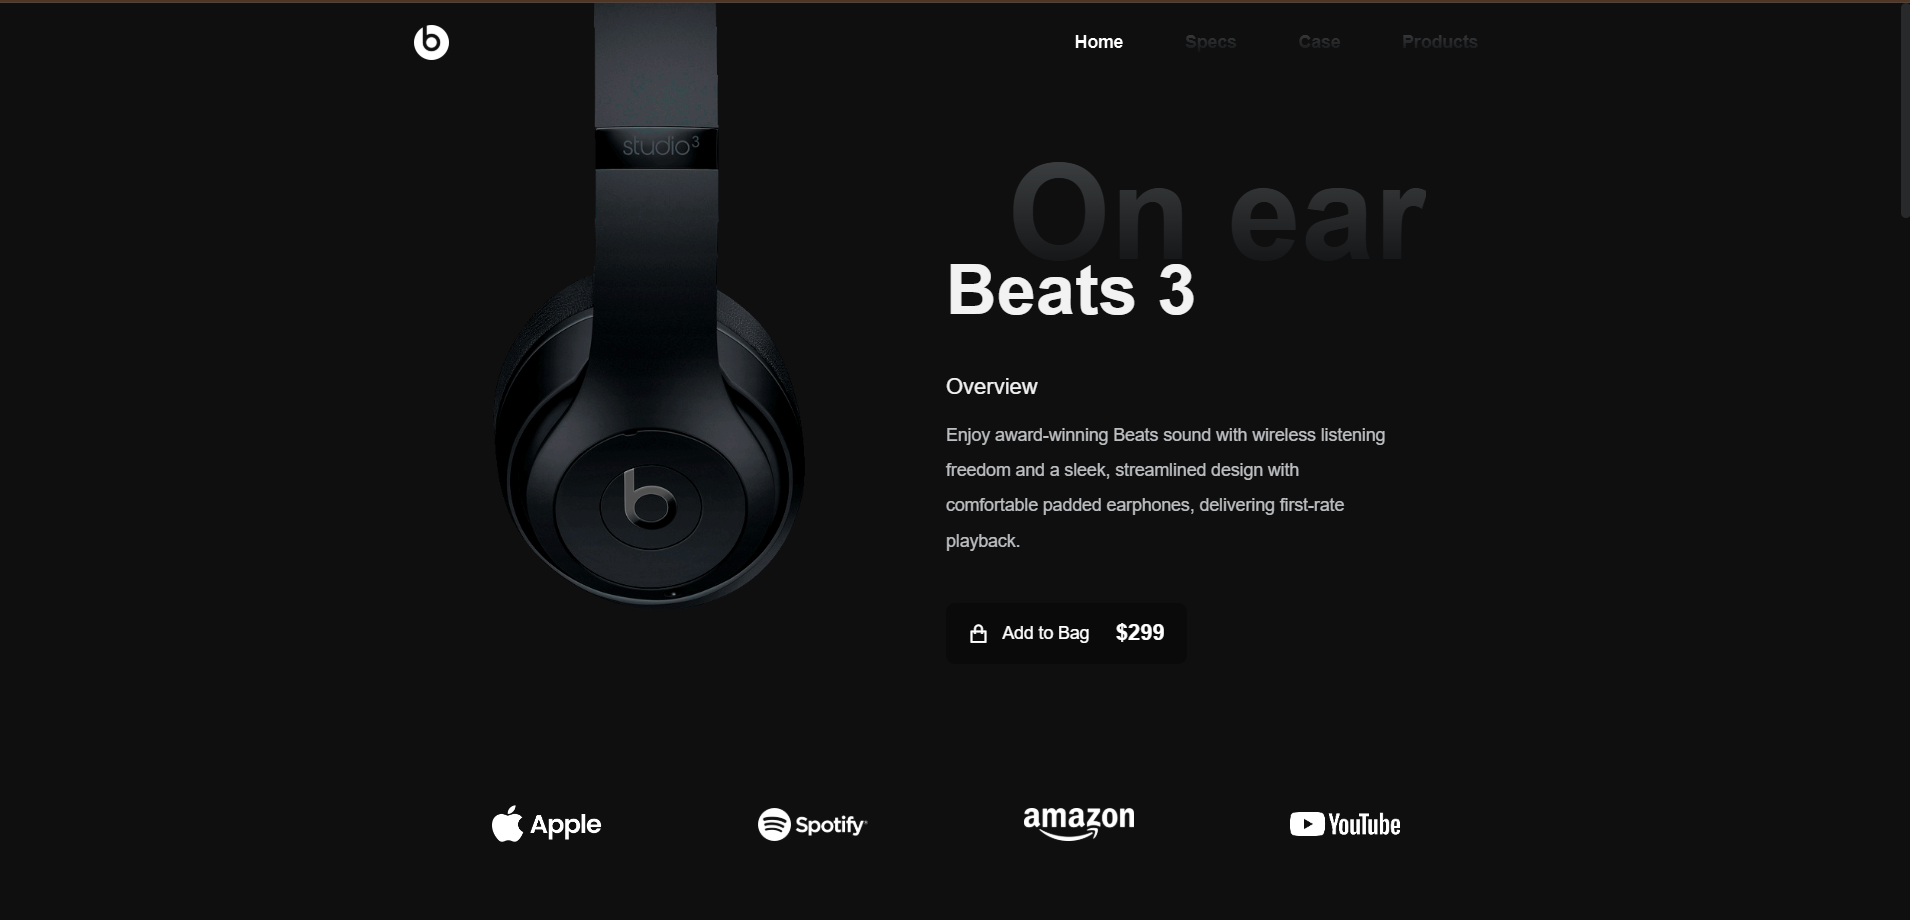 Home
Specs
Case
Products
studio3
On ear
Beats 3
Overview
Enjoy award-winning Beats sound with wireless listening
freedom and a sleek, streamlined design with
comfortable padded earphones, delivering first-rate
playback.
Add to Bag $299
Apple
Spotify
amazon
YouTube